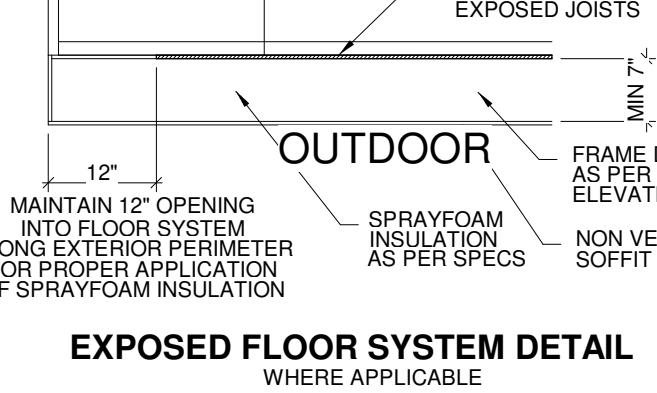 EXPOSED JOISTS
MIN 7"
OUTDOOR
12"
MAINTAIN 12" OPENING
INTO FLOOR SYSTEM
EXTERIOR PERIMETER
PROPER APPLICATION
SPRAYFOAM INSULATION
SPRAYFOAM
INSULATION
AS PER SPECS
FRAME
AS PER
NON
SOFFIT
EXPOSED FLOOR SYSTEM DETAIL
WHERE APPLICABLE